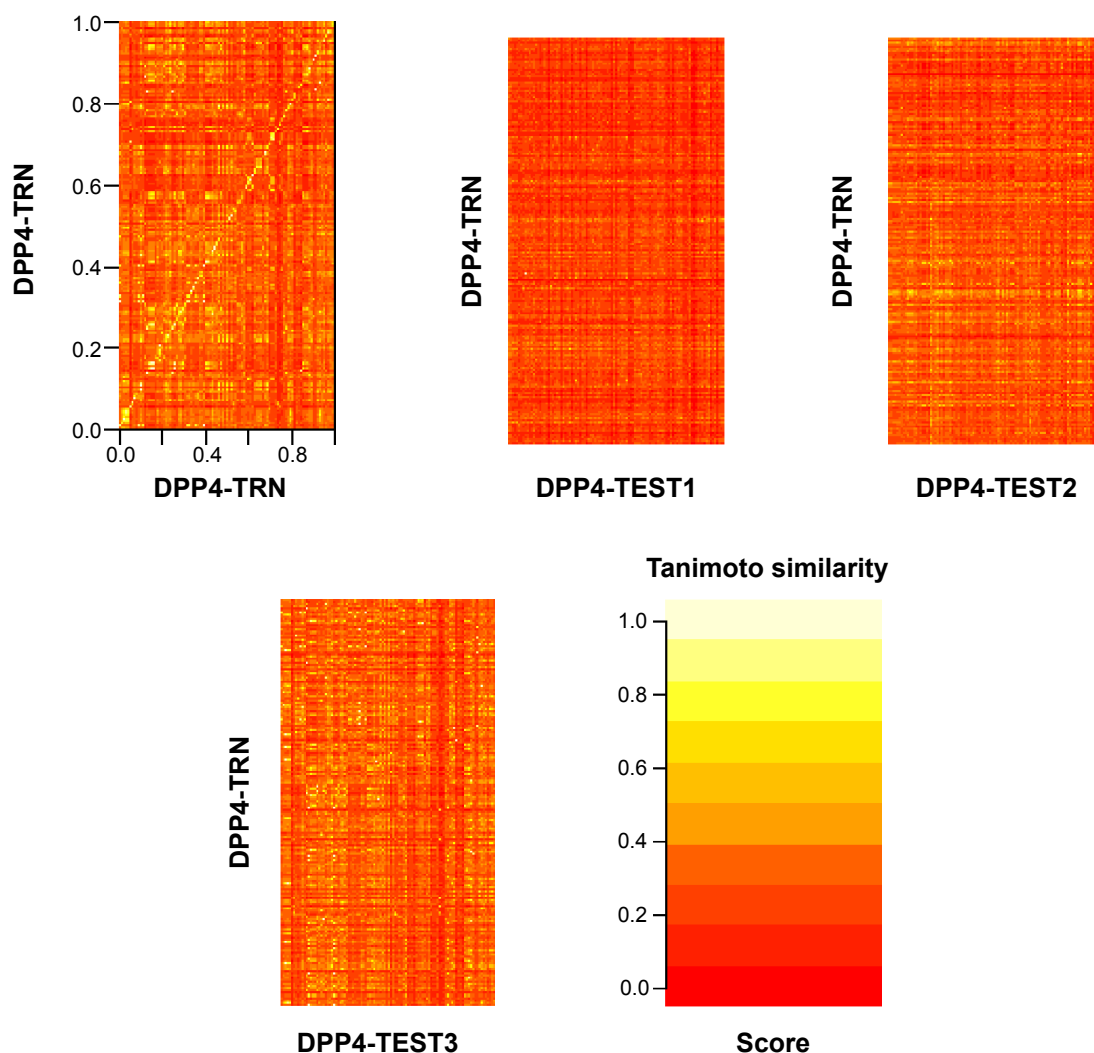 1.0
0.8
0.6
0.4
0.2
0.0
DPP4-TRN
0.0
0.4
0.8
DPP4-TRN
DPP4-TRN
DPP4-TEST1
DPP4-TRN
DPP4-TEST2
DPP4-TRN
DPP4-TEST3
Tanimoto similarity
1.0
0.8
0.6
0.4
0.2
0.0
Score